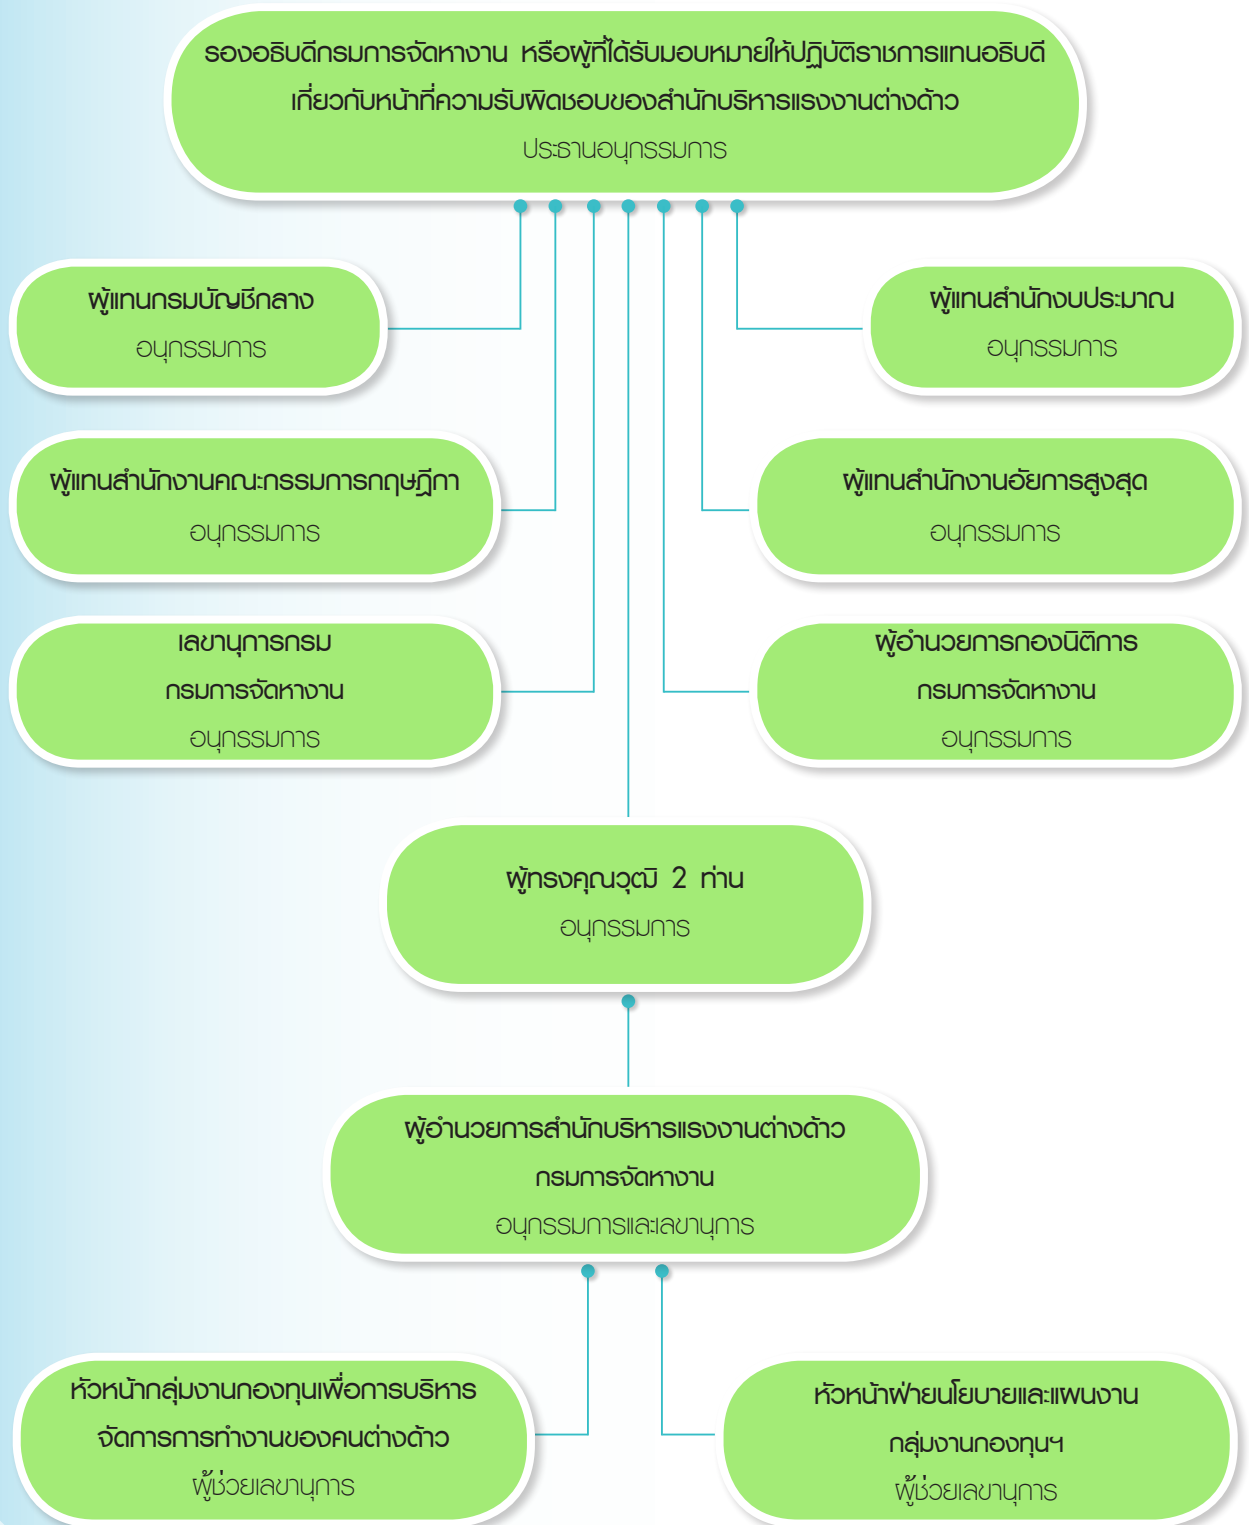 รองอธิบดีกรมการจัดหางาน หรือผู้ที่ได้รับมอบหมายให้ปฏิบัติราชการแทนอธิบดี
เกี่ยวกับหน้าที่ความรับผิดชอบของสำนักบริหารแรงงานต่างด้าว
ประธานอนุกรรมการ
ผู้แทนกรมบัญชีกลาง
อนุกรรมการ
ผู้แทนสำนักงบประมาณ
อนุกรรมการ
ผู้แทนสำนักงานคณะกรรมการกฤษฎีกา
อนุกรรมการ
ผู้แทนสำนักงานอัยการสูงสุด
อนุกรรมการ
เลขานุการกรม
กรมการจัดหางาน
อนุกรรมการ
ผู้อำนวยการกองนิติการ
กรมการจัดหางาน
อนุกรรมการ
ผู้ทรงคุณวุฒิ 2 ท่าน
อนุกรรมการ
ผู้อำนวยการสำนักบริหารแรงงานต่างด้าว
กรมการจัดหางาน
อนุกรรมการและเลขานุการ
หัวหน้ากลุ่มงานกองทุนเพื่อการบริหาร
จัดการการทำงานของคนต่างด้าว
ผู้ช่วยเลขานุการ
หัวหน้าฝ่ายนโยบายและแผนงาน
กลุ่มงานกองทุนฯ
ผู้ช่วยเลขานุการ